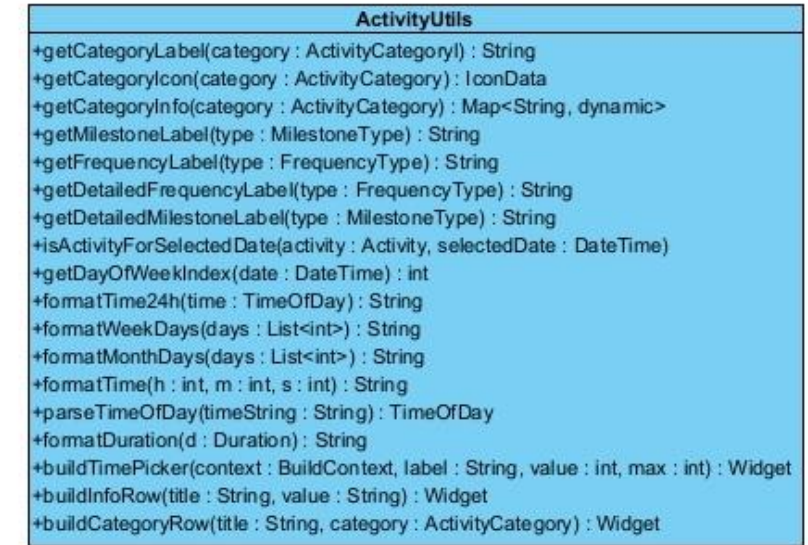 ActivityUtils
+getCategoryLabel(category : ActivityCategoryI) : String
+getCategoryIcon(category : ActivityCategory) : IconData
+getCategoryInfo(category : ActivityCategory) : Map<String, dynamic>
+getMilestoneLabel(type : MilestoneType) : String
+getFrequencyLabel(type : FrequencyType) : String
+getDetailedFrequencyLabel(type : FrequencyType) : String
+getDetailedMilestoneLabel(type : MilestoneType) : String
+isActivityForSelectedDate(activity : Activity, selectedDate : DateTime)
+getDayOfWeekIndex(date : DateTime) : int
+formatTime24h(time : TimeOfDay) : String
+formatWeekDays(days : List<int>) : String
+formatMonthDays(days : List<int>) : String
+formatTime(h : int, m : int, s : int) : String
+parseTimeOfDay(timeString : String) : TimeOfDay
+formatDuration(d : Duration) : String
+buildTimePicker(context : BuildContext, label : String, value : int, max : int) : Widget
+buildInfoRow(title : String, value : String) : Widget
+buildCategoryRow(title : String, category : ActivityCategory) : Widget